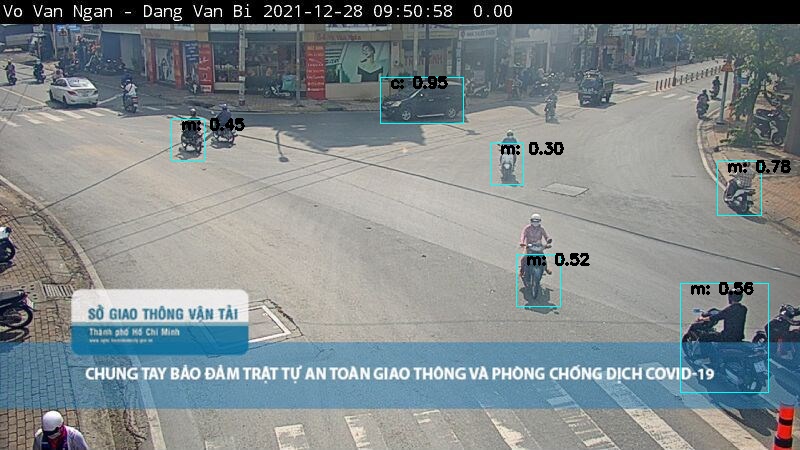 Vo Van Ngan - Dang Van Bi 2021-12-28 09:50:58 0.00
c: 0.95
m: 0.45
m: 0.30
m: 0.78
m: 0.52
m: 0.56
SỞ GIAO THÔNG VẬN TẢI
Thành phố Hồ Chí Minh
CHUNG TAY BẢO ĐẢM TRẬT TỰ AN TOÀN GIAO THÔNG VÀ PHÒNG CHỐNG DỊCH COVID-19